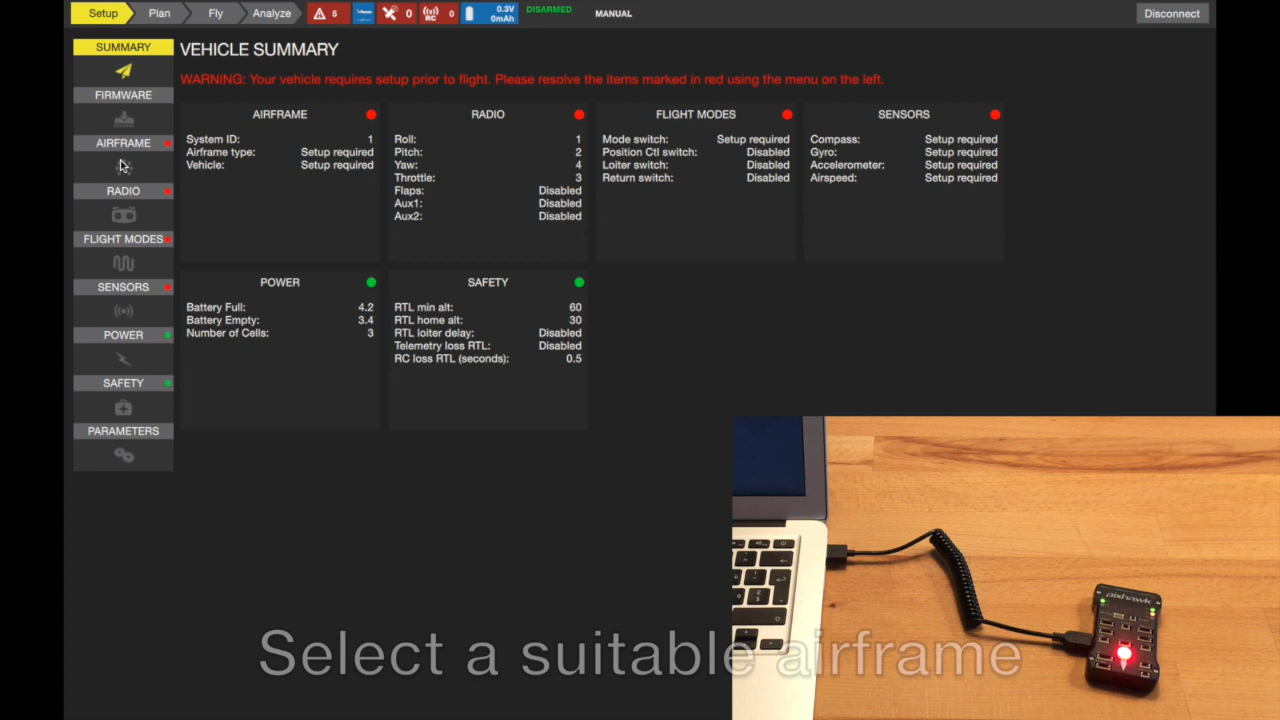 Setup Plan Fly Analyze 5 0 RC 0 0.3V 0mAh DISARMED MANUAL Disconnect
SUMMARY
FIRMWARE
AIRFRAME
RADIO
FLIGHT MODES
SENSORS
POWER
SAFETY
PARAMETERS
VEHICLE SUMMARY
WARNING: Your vehicle requires setup prior to flight. Please resolve the items marked in red using the menu on the left.
AIRFRAME
System ID: 1
Airframe type: Setup required
Vehicle: Setup required
RADIO
Roll: 1
Pitch: 2
Yaw: 4
Throttle: 3
Flaps: Disabled
Aux1: Disabled
Aux2: Disabled
FLIGHT MODES
Mode switch: Setup required
Position Ctl switch: Disabled
Loiter switch: Disabled
Return switch: Disabled
SENSORS
Compass: Setup required
Gyro: Setup required
Accelerometer: Setup required
Airspeed: Setup required
POWER
Battery Full: 4.2
Battery Empty: 3.4
Number of Cells: 3
SAFETY
RTL min alt: 60
RTL home alt: 30
RTL loiter delay: Disabled
Telemetry loss RTL: Disabled
RC loss RTL (seconds): 0.5
pixhawk
Select a suitable airframe